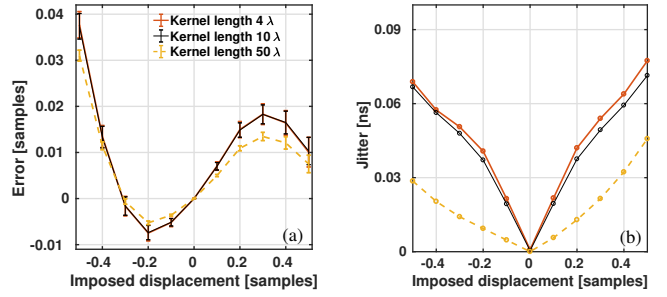 Kernel length 4 λ
Kernel length 10 λ
Kernel length 50 λ
0.04
0.03
0.02
0.01
0
-0.01
Error [samples]
-0.4 -0.2 0 0.2 0.4
Imposed displacement [samples]
(a)
0.09
0.06
0.03
0
Jitter [ns]
-0.4 -0.2 0 0.2 0.4
Imposed displacement [samples]
(b)